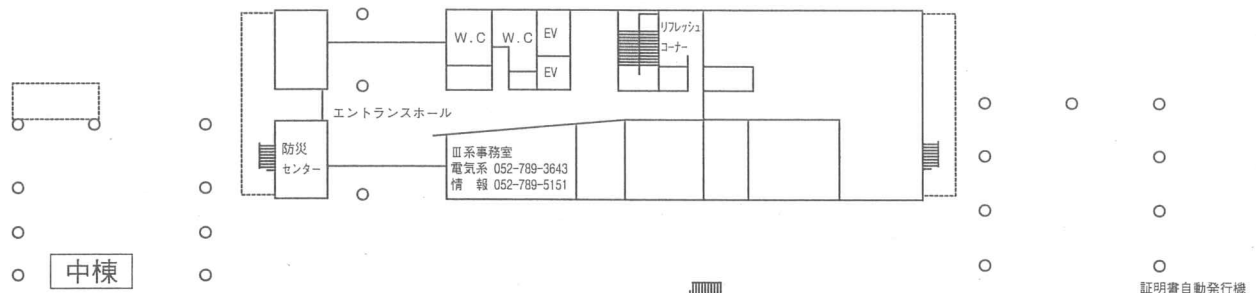 W.C
W.C
EV
EV
リフレッシュ
コーナー
エントランスホール
防災
センター
Ⅲ系事務室
電気系 052-789-3643
情　報 052-789-5151
中棟
証明書自動発行機